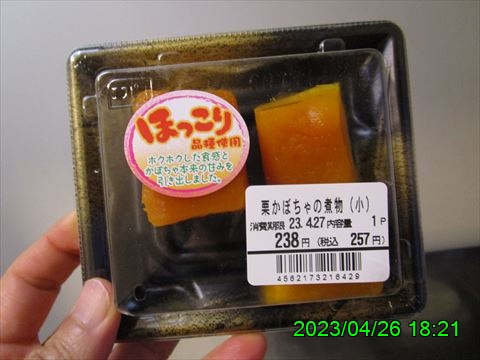 ほっこり
品種使用
ホクホクした食感と
かぼちゃ本来の甘みを
引き出しました。
栗かぼちゃの煮物(小)
消費期限 23.4.27 内容量 1P
238円 (税込 257円)
4562173216429
2023/04/26 18:21